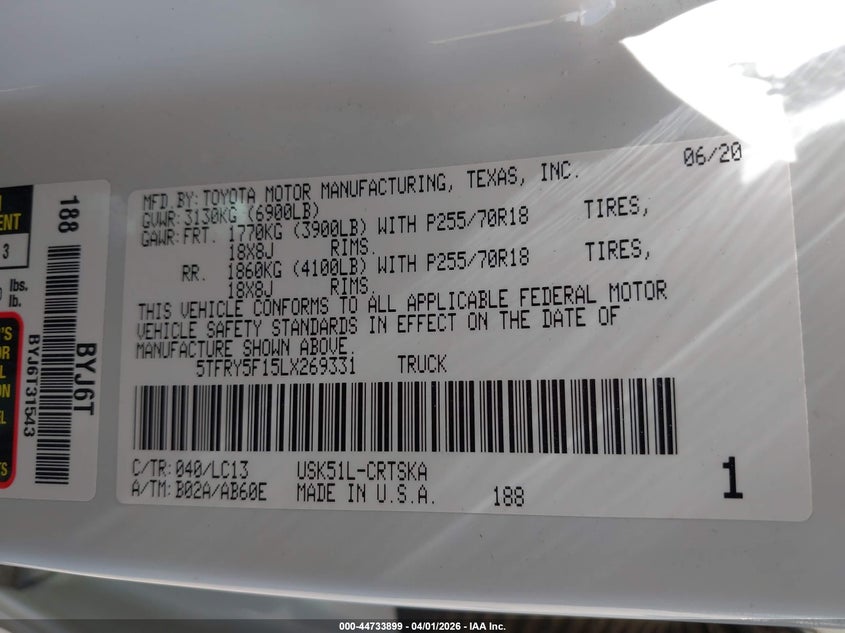 06/20
MFD.BY:TOYOTA MOTOR MANUFACTURING, TEXAS, INC.
GVWR:3130KG (6900LB)
GAWR:FRT. 1770KG (3900LB) WITH P255/70R18 TIRES,
18X8J RIMS.
RR. 1860KG (4100LB) WITH P255/70R18 TIRES,
18X8J RIMS.
THIS VEHICLE CONFORMS TO ALL APPLICABLE FEDERAL MOTOR
VEHICLE SAFETY STANDARDS IN EFFECT ON THE DATE OF
MANUFACTURE SHOWN ABOVE.
5TFRY5F15LX269331 TRUCK
C/TR:040/LC13 USK51L-CRTSKA
A/TM:B02A/AB60E MADE IN U.S.A. 188
1
188
3
lbs.
lb.
BYJ6T
BYJ6T31543
000-44733899 | 04/01/2026 | IAA Inc.